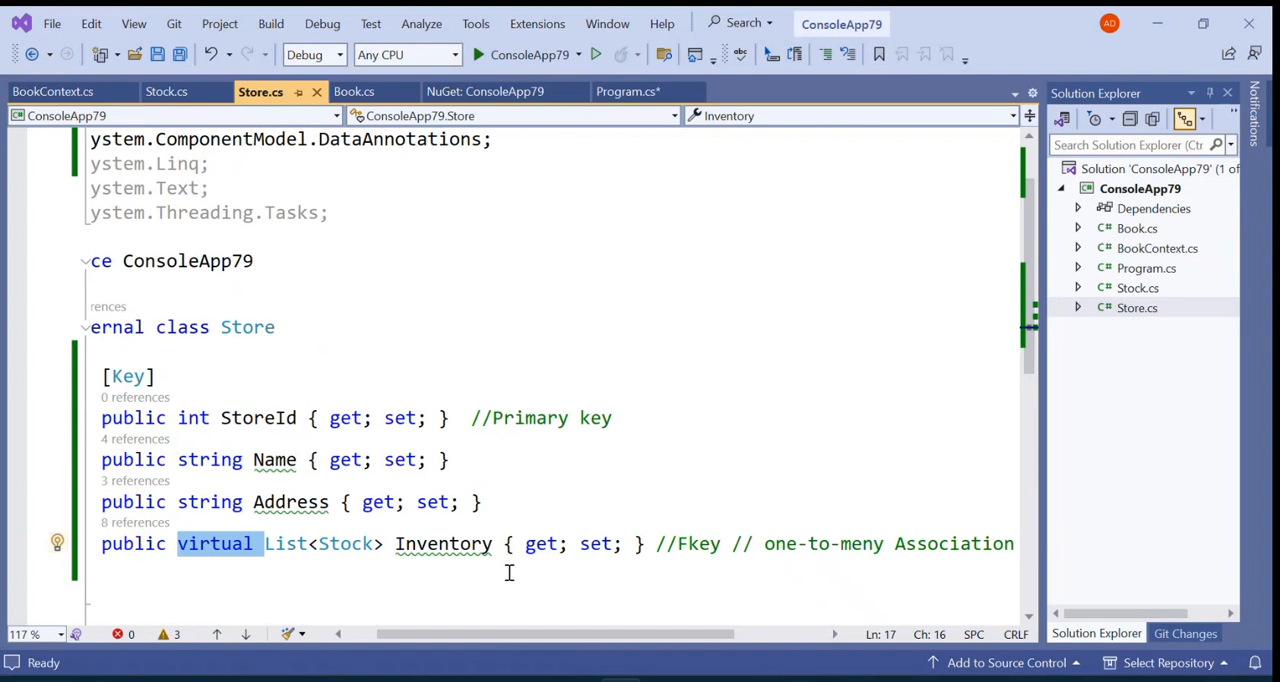 File Edit View Git Project Build Debug Test Analyze Tools Extensions Window Help Search ConsoleApp79 AD
Debug Any CPU ConsoleApp79
BookContext.cs Stock.cs Store.cs Book.cs NuGet: ConsoleApp79 Program.cs*
ConsoleApp79 ConsoleApp79.Store Inventory
ystem.ComponentModel.DataAnnotations;
ystem.Linq;
ystem.Text;
ystem.Threading.Tasks;
ce ConsoleApp79
rences
ernal class Store
[Key]
0 references
public int StoreId { get; set; } //Primary key
4 references
public string Name { get; set; }
3 references
public string Address { get; set; }
8 references
public virtual List<Stock> Inventory { get; set; } //Fkey // one-to-meny Association
117 % 0 3 Ln: 17 Ch: 16 SPC CRLF
Solution Explorer
Search Solution Explorer (Ctr
Solution 'ConsoleApp79' (1 of
ConsoleApp79
Dependencies
C# Book.cs
C# BookContext.cs
C# Program.cs
C# Stock.cs
C# Store.cs
Solution Explorer Git Changes
Notifications
Ready Add to Source Control Select Repository